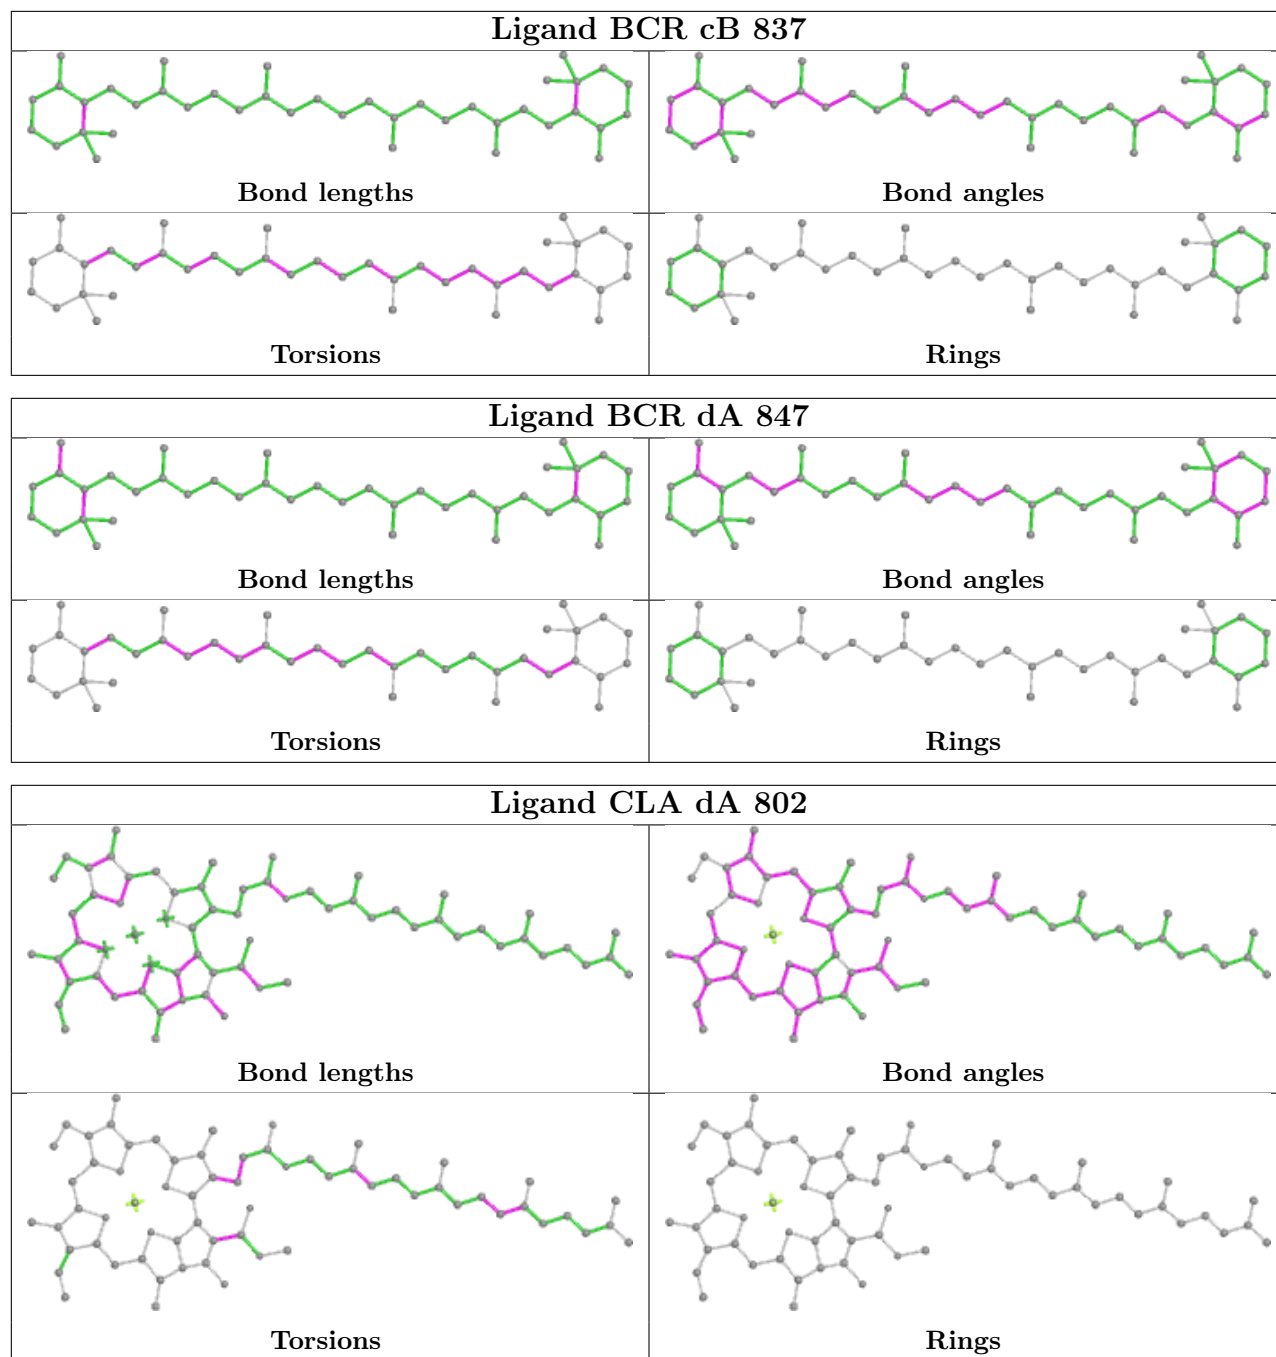 Ligand BCR cB 837
Bond lengths
Bond angles
Torsions
Rings
Ligand BCR dA 847
Bond lengths
Bond angles
Torsions
Rings
Ligand CLA dA 802
Bond lengths
Bond angles
Torsions
Rings